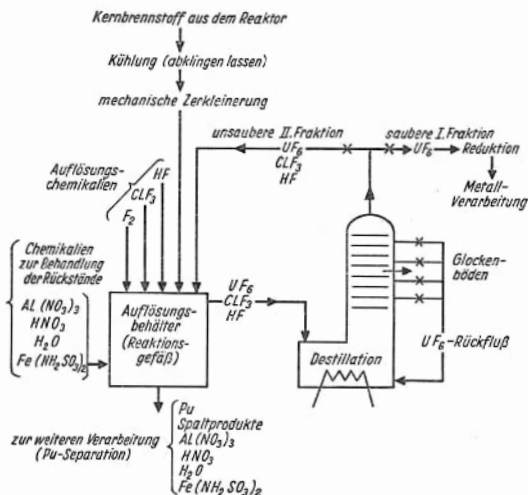 Kernbrennstoff aus dem Reaktor
Kühlung (abklingen lassen)
mechanische Zerkleinerung
unsaubere II. Fraktion
UF6
CLF3
HF
saubere I. Fraktion
UF6
Reduktion
Metall-
Verarbeitung
Auflösungs-
chemikalien
HF
CLF3
F2
Chemikalien
zur Behandlung
der Rückstände
AL(NO3)3
HNO3
H2O
Fe(NH2SO3)2
Auflösungs-
behälter
(Reaktions-
gefäß)
UF6
CLF3
HF
Glocken-
böden
UF6-Rückfluß
Destillation
zur weiteren Verarbeitung
(Pu-Separation)
Pu
Spaltprodukte
AL(NO3)3
HNO3
H2O
Fe(NH2SO3)2